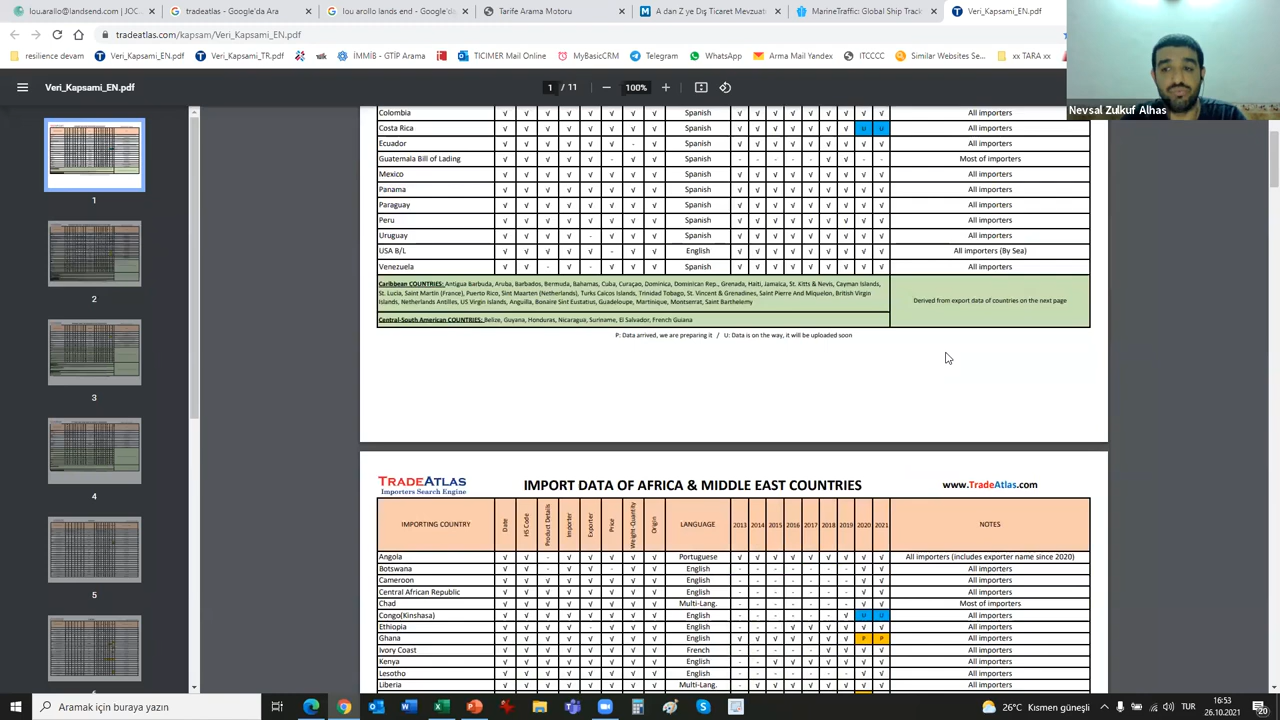 lou.arallo@landsend.com | JOC
tradeatlas - Google'da Ara
lou arollo lands end - Google'd
Tarife Arama Motoru
A dan Z ye Dış Ticaret Mevzuat
MarineTraffic: Global Ship Track
Veri_Kapsami_EN.pdf
tradeatlas.com/kapsam/Veri_Kapsami_EN.pdf
resilience devam
Veri_Kapsami_EN.pdf
Veri_Kapsami_TR.pdf
İMMİB - GTİP Arama
TICIMER Mail Online
MyBasicCRM
Telegram
WhatsApp
Arma Mail Yandex
ITCCCC
Similar Websites Se...
xx TARA
Nevsal Zulkuf Alhas
Veri_Kapsami_EN.pdf
1 / 11
100%
Colombia √ √ √ √ √ √ √ √ Spanish √ √ √ √ √ √ √ √ √ All importers
Costa Rica √ √ √ √ √ √ √ √ Spanish √ √ √ √ √ √ √ U U All importers
Ecuador √ √ √ √ √ - √ √ Spanish √ √ √ √ √ √ √ √ √ All importers
Guatemala Bill of Lading √ √ √ √ √ - √ √ Spanish - - - - - √ √ - - Most of importers
Mexico √ √ √ √ √ √ √ √ Spanish √ √ √ √ √ √ √ √ √ All importers
Panama √ √ √ √ √ √ √ √ Spanish √ √ √ √ √ √ √ √ √ All importers
Paraguay √ √ √ √ √ √ √ √ Spanish √ √ √ √ √ √ √ √ √ All importers
Peru √ √ √ √ √ √ √ √ Spanish √ √ √ √ √ √ √ √ √ All importers
Uruguay √ √ √ √ - √ √ √ Spanish √ √ √ √ √ √ √ √ √ All importers
USA B/L √ √ √ √ √ - √ √ English √ √ √ √ √ √ √ √ √ All importers (By Sea)
Venezuela √ √ - √ - √ √ √ Spanish √ √ √ √ √ √ √ √ √ All importers
Caribbean COUNTRIES: Antigua Barbuda, Aruba, Barbados, Bermuda, Bahamas, Cuba, Curaçao, Dominica, Dominican Rep., Grenada, Haiti, Jamaica, St. Kitts & Nevis, Cayman Islands,
St. Lucia, Saint Martin (France), Puerto Rico, Sint Maarten (Netherlands), Turks Caicos Islands, Trinidad Tobago, St. Vincent & Grenadines, Saint Pierre And Miquelon, British Virgin
Islands, Netherlands Antilles, US Virgin Islands, Anguilla, Bonaire Sint Eustatius, Guadeloupe, Martinique, Montserrat, Saint Barthelemy
Derived from export data of countries on the next page
Central-South American COUNTRIES: Belize, Guyana, Honduras, Nicaragua, Suriname, El Salvador, French Guiana
P: Data arrived, we are preparing it / U: Data is on the way, it will be uploaded soon
TRADEATLAS
Importers Search Engine
IMPORT DATA OF AFRICA & MIDDLE EAST COUNTRIES
www.TradeAtlas.com
IMPORTING COUNTRY Date HS Code Product Details Importer Exporter Price Weight-Quantity Origin LANGUAGE 2013 2014 2015 2016 2017 2018 2019 2020 2021 NOTES
Angola √ √ - √ √ √ √ √ Portuguese √ √ √ √ √ √ √ √ √ All importers (includes exporter name since 2020)
Botswana √ √ - √ √ - √ √ English - - - - - - - √ √ All importers
Cameroon √ √ √ √ √ √ √ √ English - - - - - - - √ √ All importers
Central African Republic √ √ √ √ √ √ √ √ English - - - - - - - √ √ All importers
Chad √ √ √ √ √ √ √ √ Multi-Lang. - - - - - - - √ √ Most of importers
Congo(Kinshasa) √ √ √ √ √ √ √ √ English - - - - - - √ U U All importers
Ethiopia √ √ √ √ - √ √ √ English - - - √ √ √ √ √ √ All importers
Ghana √ √ √ √ √ √ √ √ English √ √ √ √ √ √ √ P P All importers
Ivory Coast √ √ √ √ √ √ √ √ French - - - - - √ √ √ √ All importers
Kenya √ √ √ √ √ √ √ √ English - - √ √ √ √ √ √ √ All importers
Lesotho √ √ √ √ √ √ √ √ English - - - - - - - √ √ All importers
Liberia √ √ √ √ √ √ √ √ Multi-Lang. - √ √ √ √ √ √ √ √ All importers
1
2
3
4
5
Aramak için buraya yazın
26°C Kısmen güneşli
TUR
16:53
26.10.2021
20